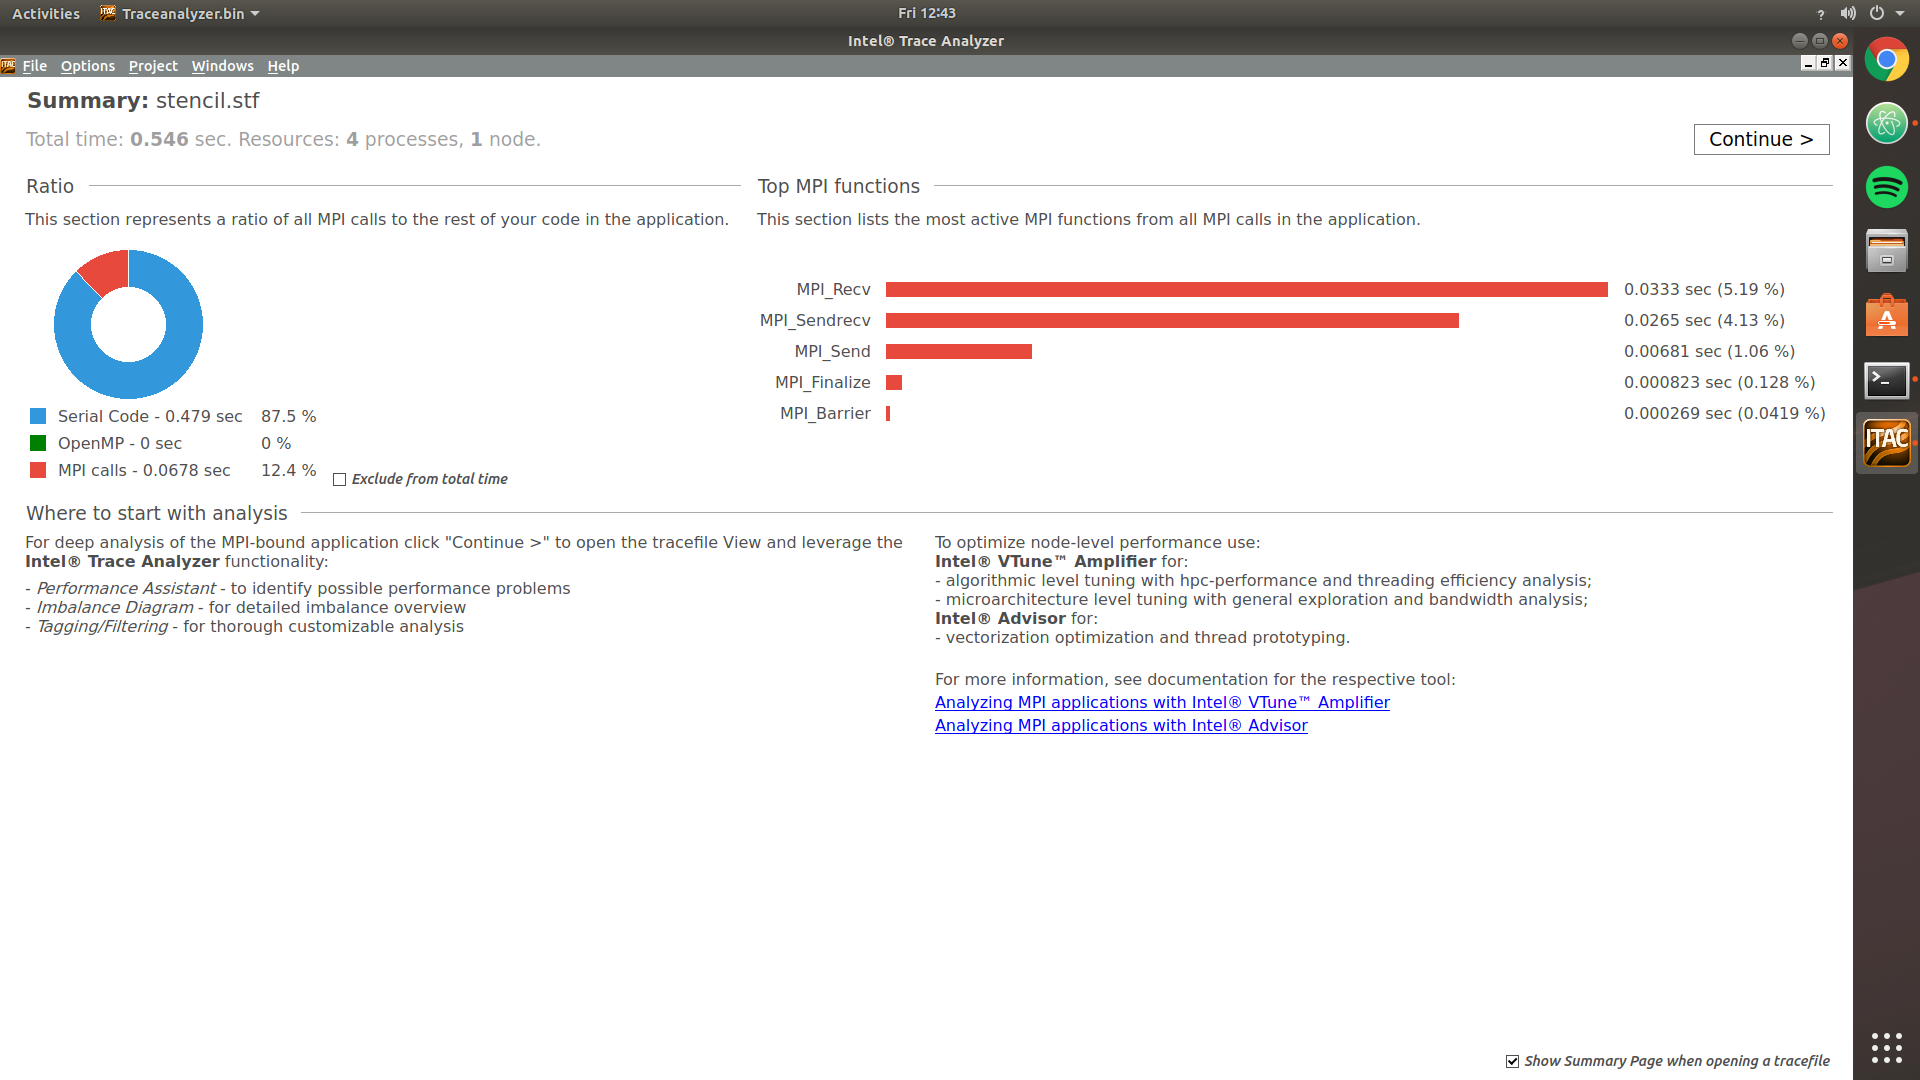 Activities Traceanalyzer.bin Fri 12:43 ?
Intel® Trace Analyzer
ITAC File Options Project Windows Help
Summary: stencil.stf
Total time: 0.546 sec. Resources: 4 processes, 1 node.
Continue >
Ratio
This section represents a ratio of all MPI calls to the rest of your code in the application.
Serial Code - 0.479 sec 87.5 %
OpenMP - 0 sec 0 %
MPI calls - 0.0678 sec 12.4 %
Exclude from total time
Top MPI functions
This section lists the most active MPI functions from all MPI calls in the application.
MPI_Recv 0.0333 sec (5.19 %)
MPI_Sendrecv 0.0265 sec (4.13 %)
MPI_Send 0.00681 sec (1.06 %)
MPI_Finalize 0.000823 sec (0.128 %)
MPI_Barrier 0.000269 sec (0.0419 %)
Where to start with analysis
For deep analysis of the MPI-bound application click "Continue >" to open the tracefile View and leverage the
Intel® Trace Analyzer functionality:
- Performance Assistant - to identify possible performance problems
- Imbalance Diagram - for detailed imbalance overview
- Tagging/Filtering - for thorough customizable analysis
To optimize node-level performance use:
Intel® VTune™ Amplifier for:
- algorithmic level tuning with hpc-performance and threading efficiency analysis;
- microarchitecture level tuning with general exploration and bandwidth analysis;
Intel® Advisor for:
- vectorization optimization and thread prototyping.
For more information, see documentation for the respective tool:
Analyzing MPI applications with Intel® VTune™ Amplifier
Analyzing MPI applications with Intel® Advisor
Show Summary Page when opening a tracefile
ITAC